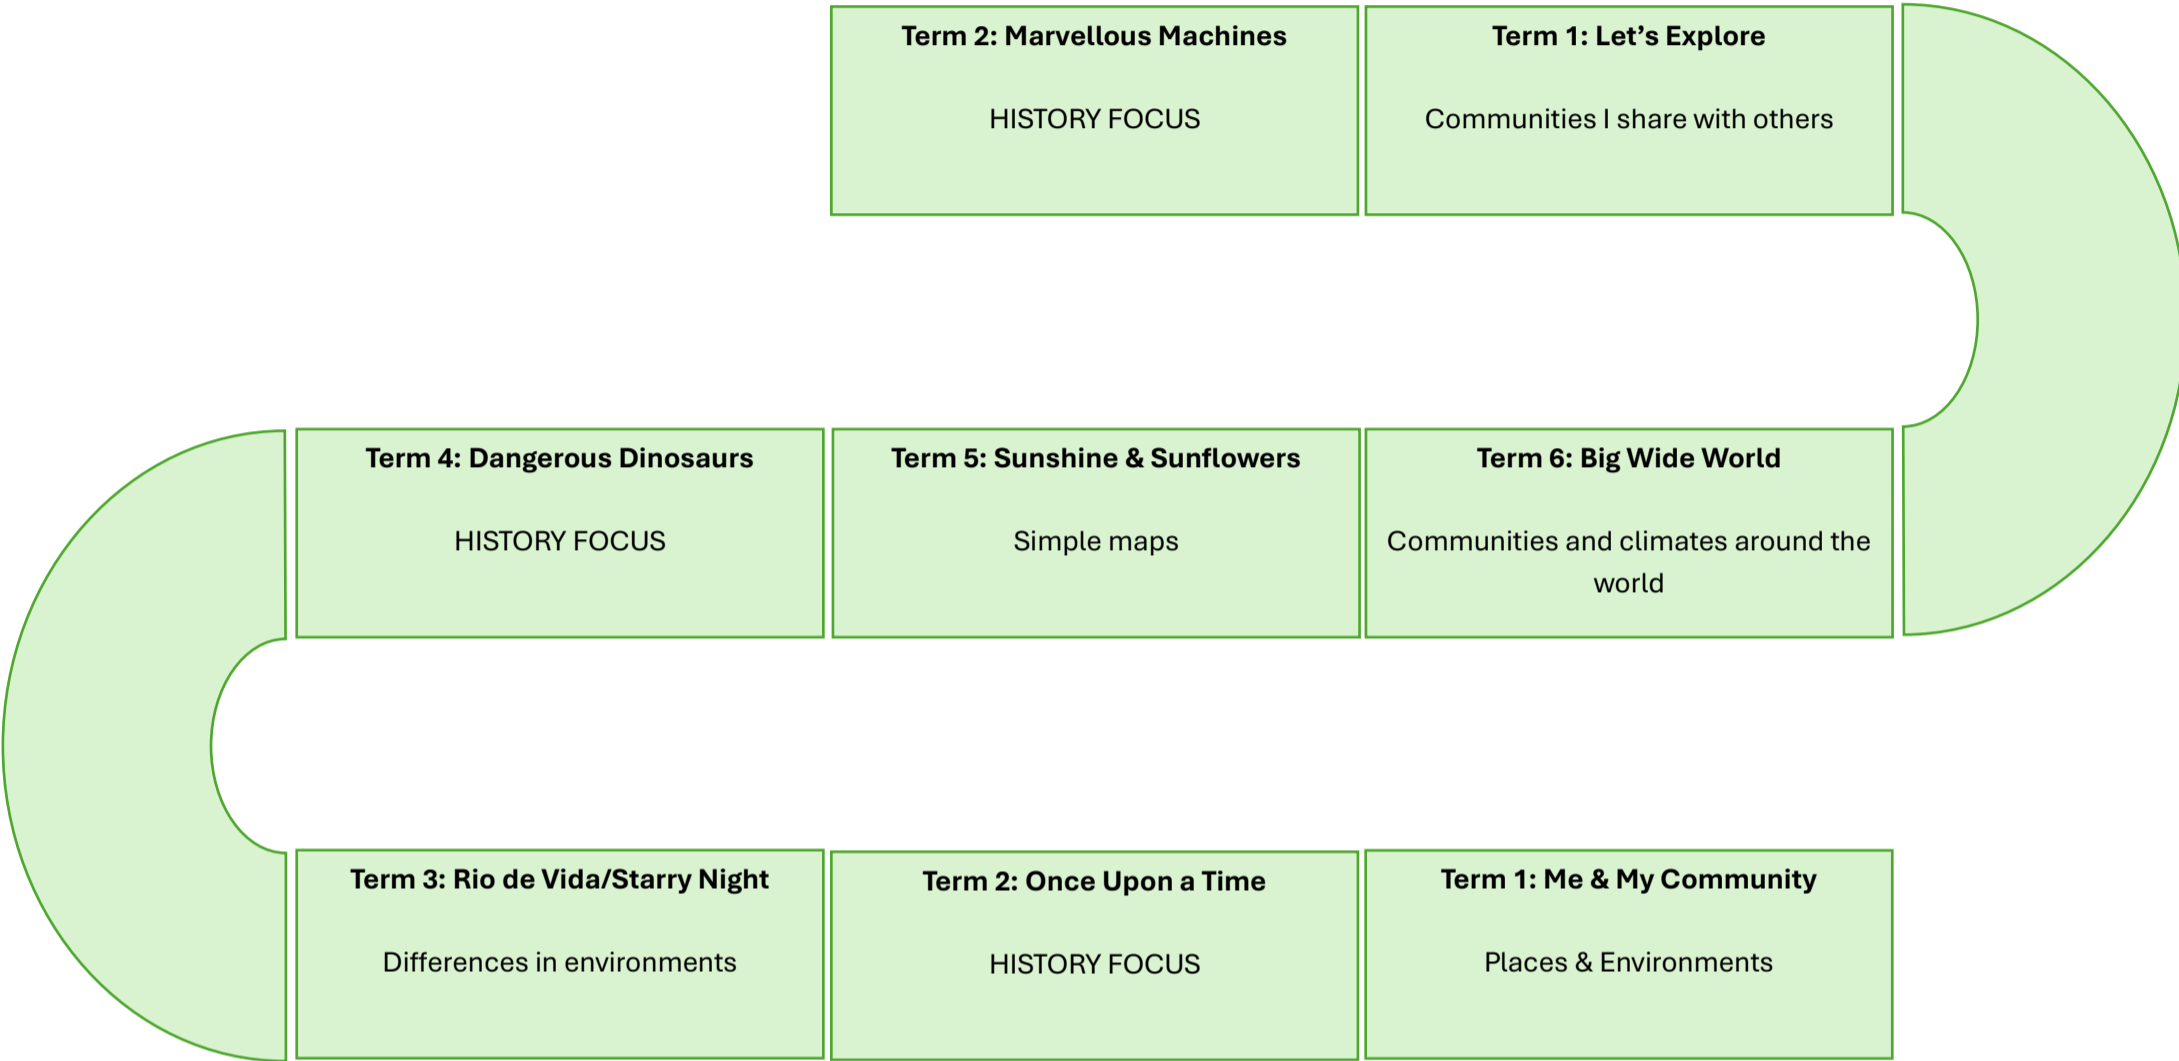 Term 2: Marvellous Machines
HISTORY FOCUS
Term 1: Let’s Explore
Communities I share with others
Term 4: Dangerous Dinosaurs
HISTORY FOCUS
Term 5: Sunshine & Sunflowers
Simple maps
Term 6: Big Wide World
Communities and climates around the
world
Term 3: Rio de Vida/Starry Night
Differences in environments
Term 2: Once Upon a Time
HISTORY FOCUS
Term 1: Me & My Community
Places & Environments